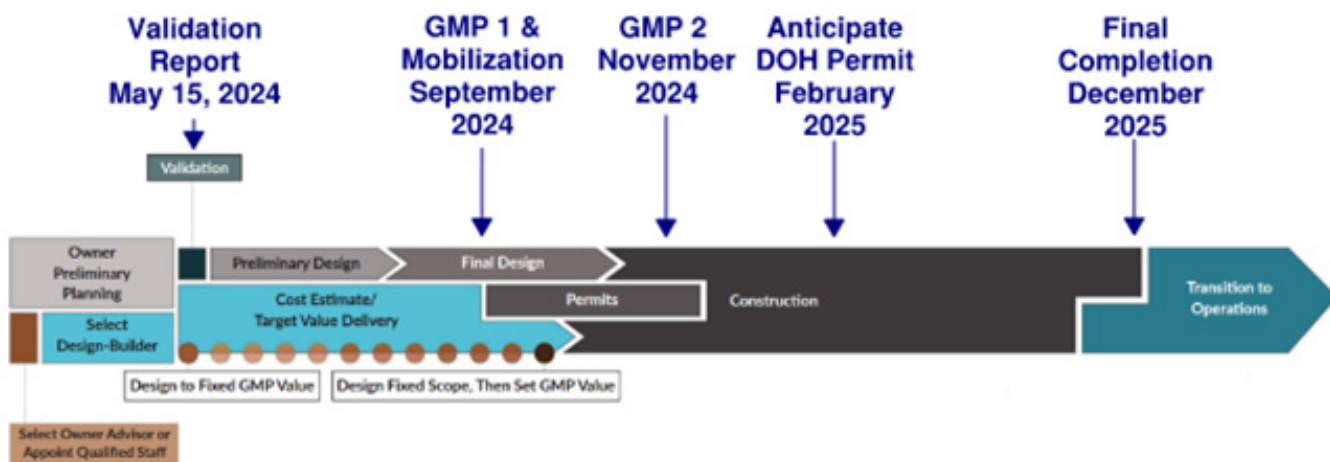 Validation
Report
May 15, 2024
GMP 1 &
Mobilization
September
2024
GMP 2
November
2024
Anticipate
DOH Permit
February
2025
Final
Completion
December
2025
Validation
Owner
Preliminary
Planning
Preliminary Design
Final Design
Cost Estimate/
Target Value Delivery
Permits
Construction
Transition to
Operations
Select
Design-Builder
Design to Fixed GMP Value
Design Fixed Scope, Then Set GMP Value
Select Owner Advisor or
Appoint Qualified Staff